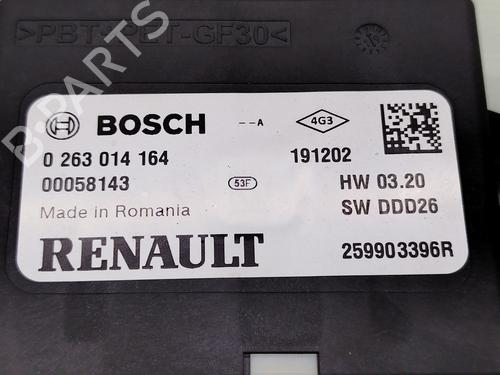 >PBT+PET-GF30<
BOSCH
--A
4G3
0 263 014 164
191202
00058143
53F
HW 03.20
Made in Romania
SW DDD26
RENAULT
259903396R
B-PARTS